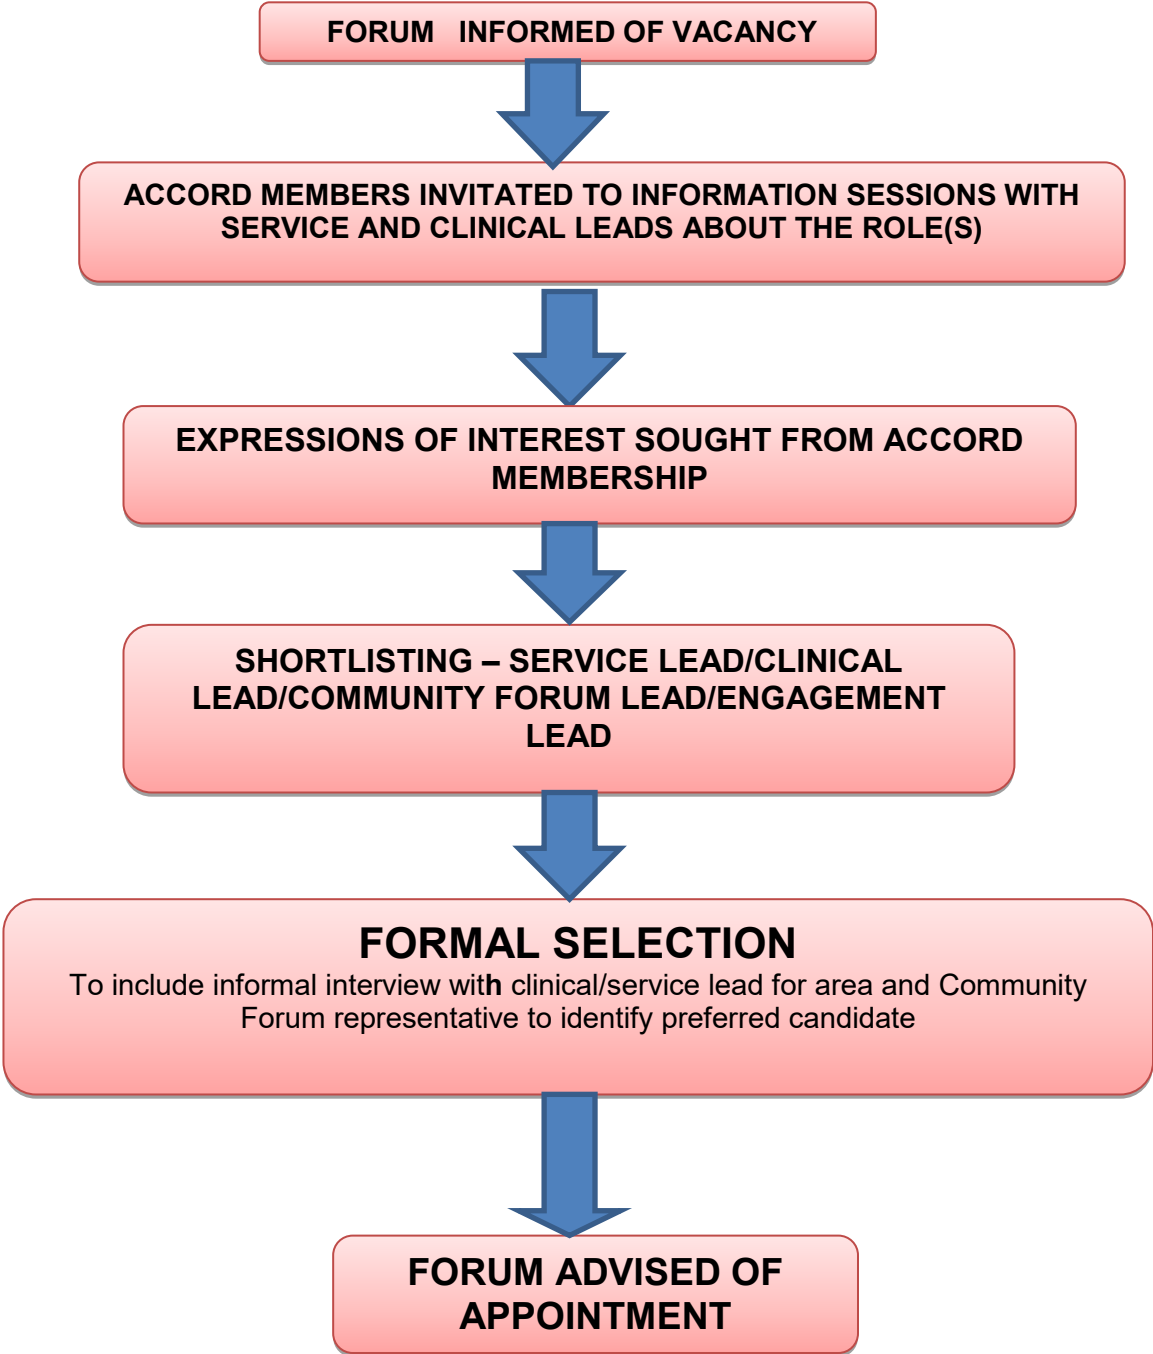 FORUM   INFORMED OF VACANCY
ACCORD MEMBERS INVITATED TO INFORMATION SESSIONS WITH
SERVICE AND CLINICAL LEADS ABOUT THE ROLE(S)
EXPRESSIONS OF INTEREST SOUGHT FROM ACCORD
MEMBERSHIP
SHORTLISTING – SERVICE LEAD/CLINICAL
LEAD/COMMUNITY FORUM LEAD/ENGAGEMENT
LEAD
FORMAL SELECTION
To include informal interview with clinical/service lead for area and Community
Forum representative to identify preferred candidate
FORUM ADVISED OF
APPOINTMENT